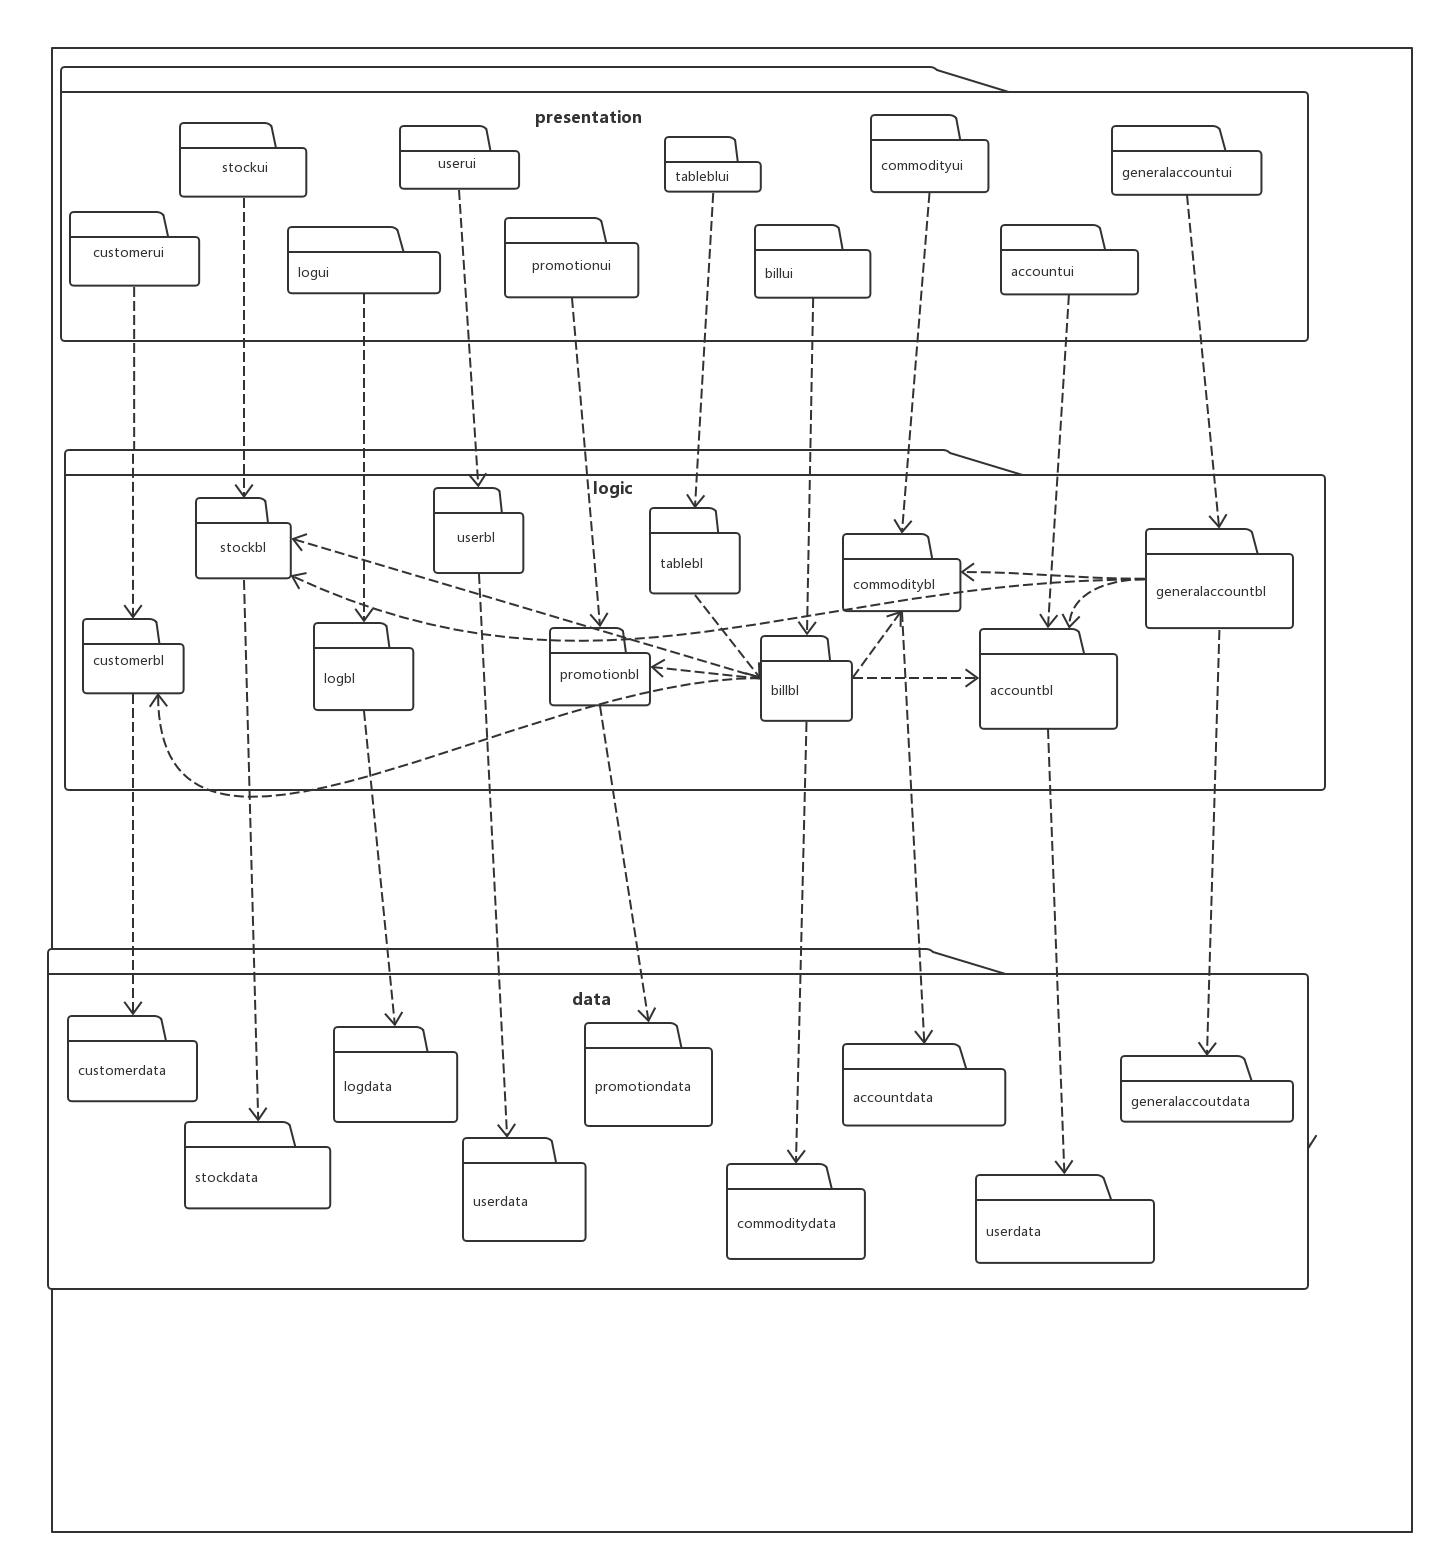 presentation
stockui
userui
tableblui
commodityui
generalaccountui
customerui
logui
promotionui
billui
accountui
logic
stockbl
userbl
tablebl
commoditybl
generalaccountbl
customerbl
logbl
promotionbl
billbl
accountbl
data
customerdata
logdata
promotiondata
accountdata
generalaccoutdata
stockdata
userdata
commoditydata
userdata